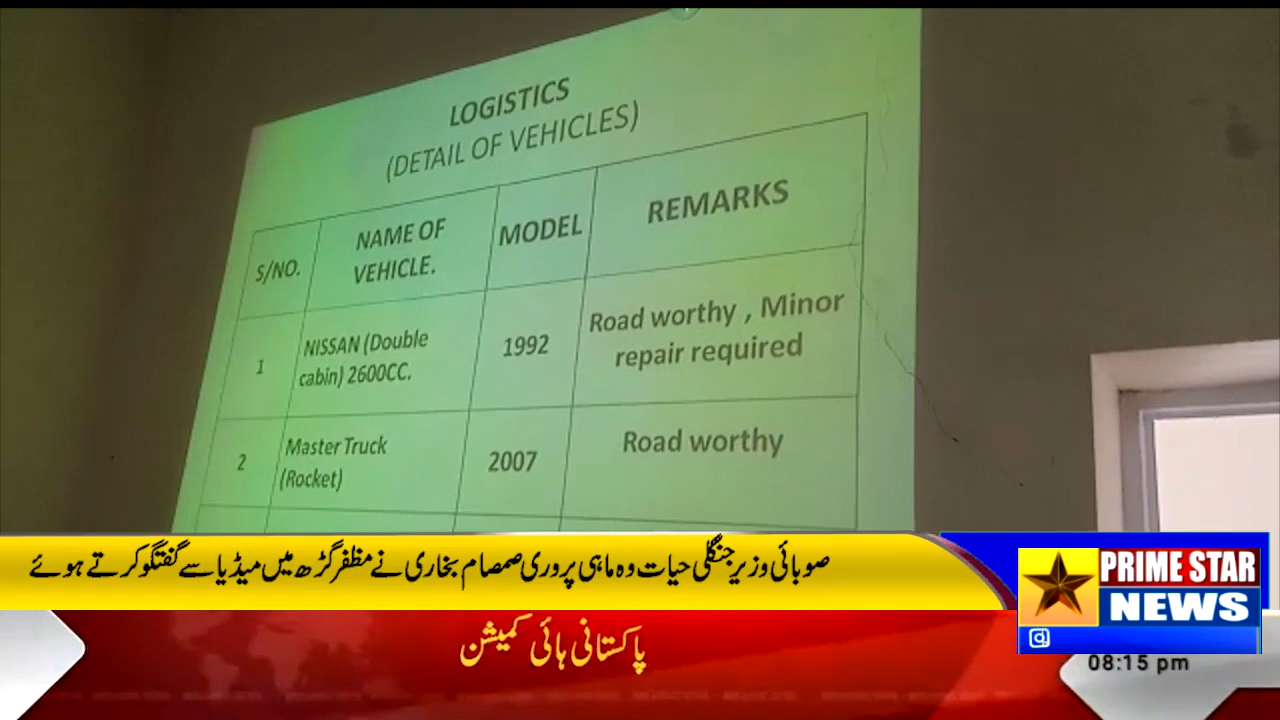 LOGISTICS
(DETAIL OF VEHICLES)
S/NO.
NAME OF
VEHICLE.
MODEL
REMARKS
1
NISSAN (Double
cabin) 2600CC.
1992
Road worthy , Minor
repair required
2
Master Truck
(Rocket)
2007
Road worthy
صوبائی وزیر جنگلی حیات وہ ماہی پروری صمصام بخاری نے مظفر گڑھ میں میڈیا سے گفتگو کرتے ہوئے
PRIME STAR
NEWS
پاکستانی ہائی کمیشن
08:15 pm